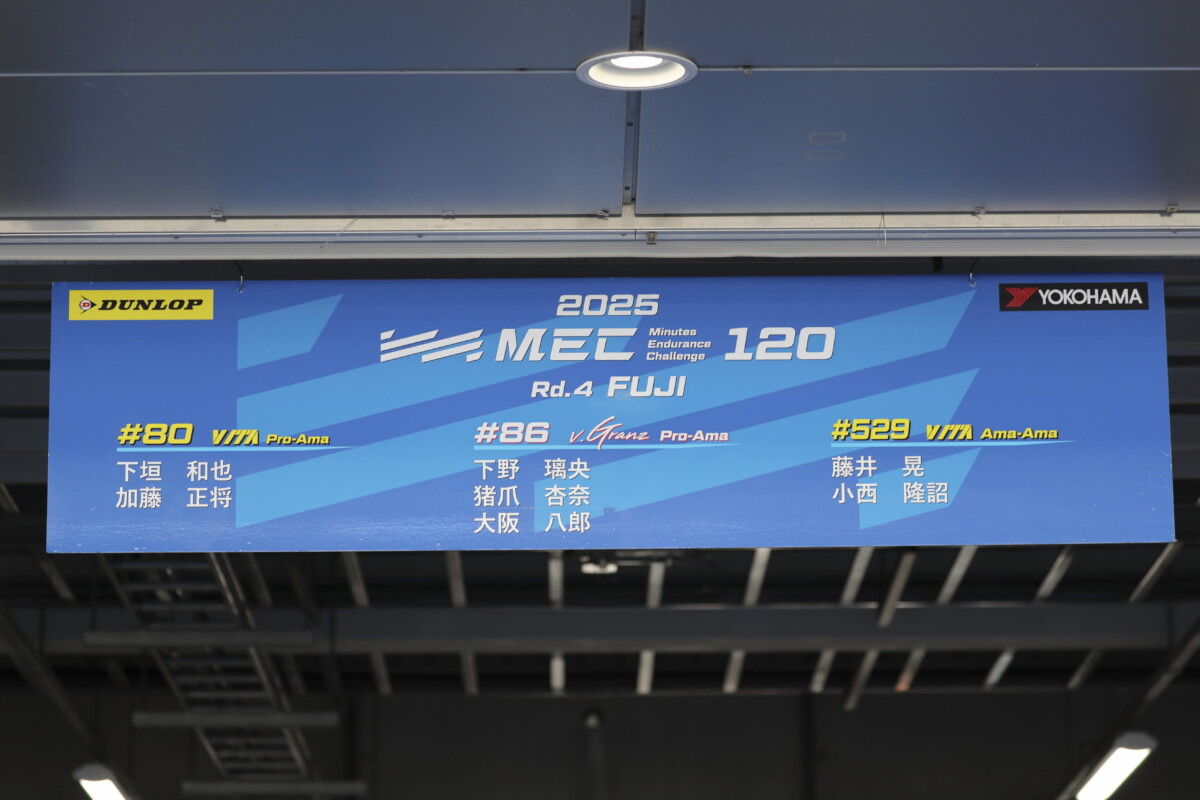 DUNLOP
YOKOHAMA
2025
MEC Minutes Endurance Challenge 120
Rd.4 FUJI
#80 VITA Pro-Ama
下垣 和也
加藤 正将
#86 v.Granz Pro-Ama
下野 璃央
猪爪 杏奈
大阪 八郎
#529 VITA Ama-Ama
藤井 晃
小西 隆詔